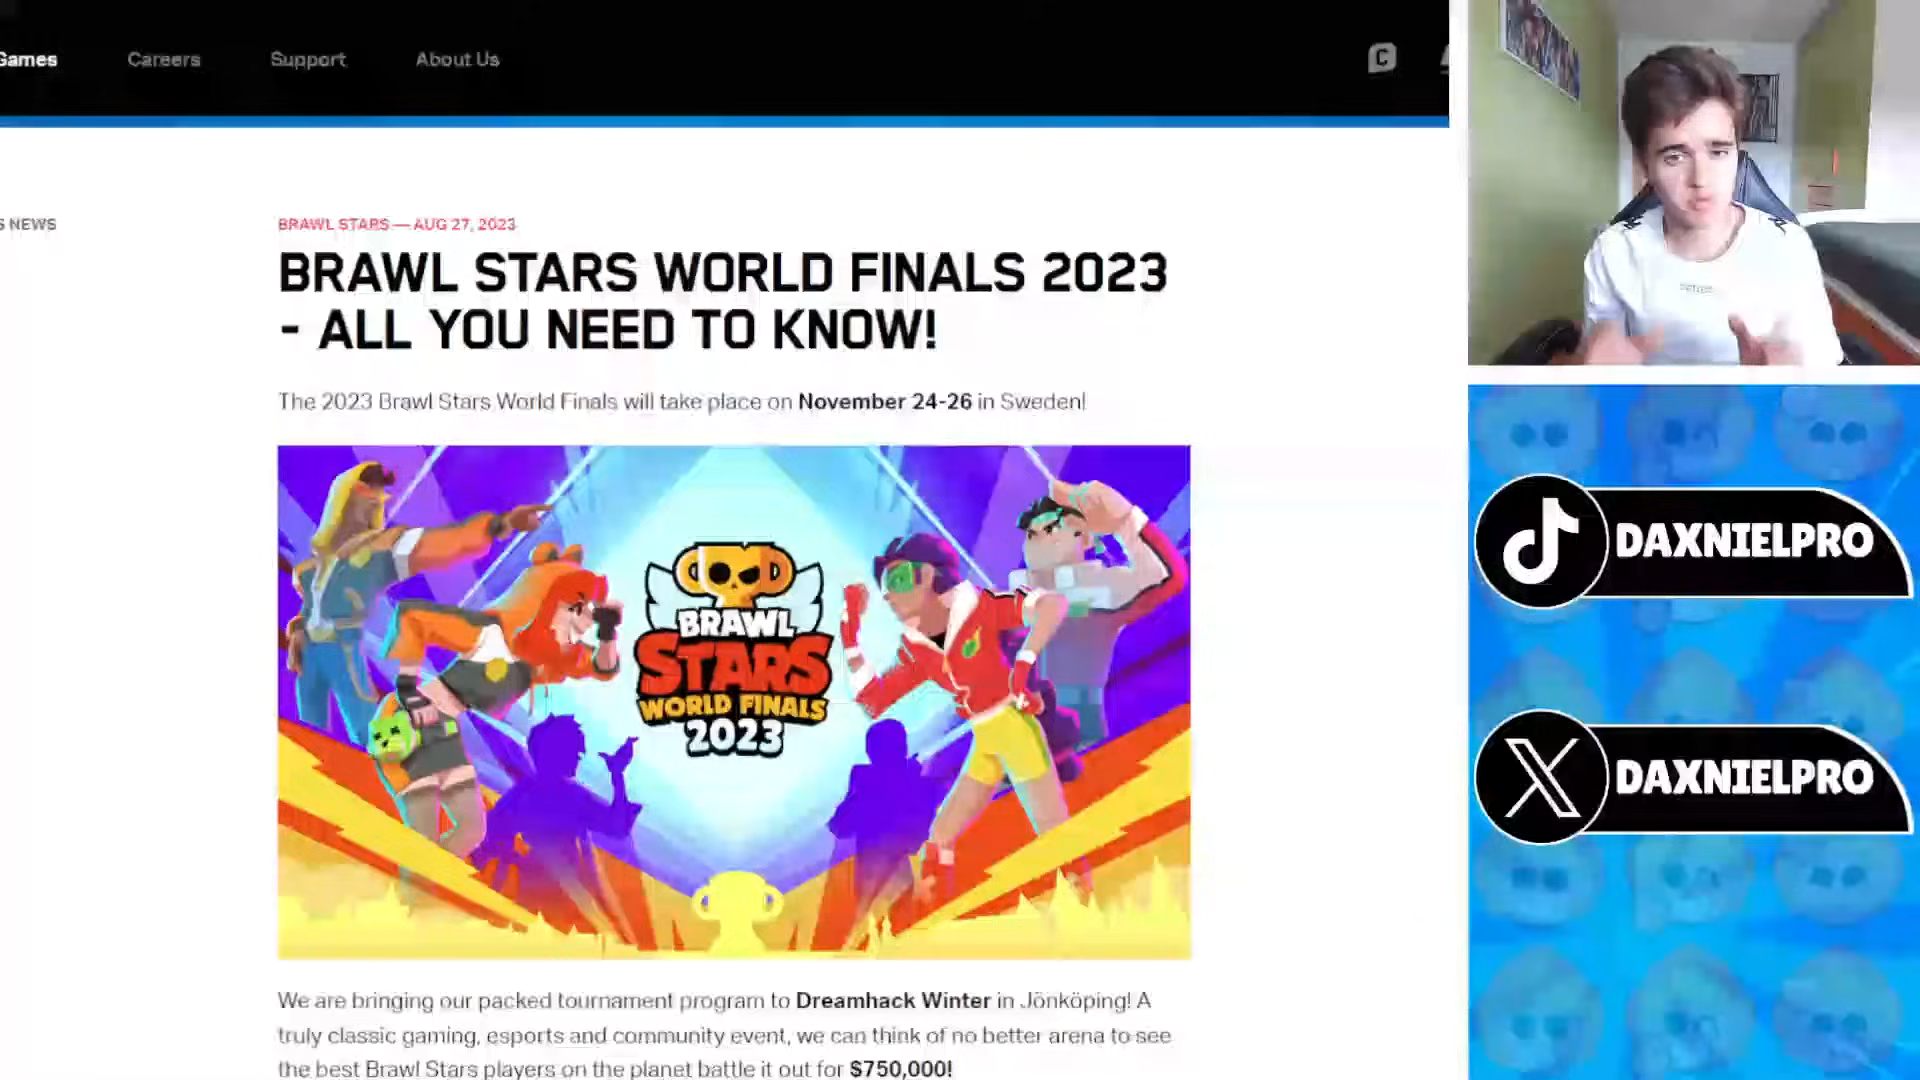 Games Careers Support About Us
S NEWS
BRAWL STARS — AUG 27, 2023
BRAWL STARS WORLD FINALS 2023
- ALL YOU NEED TO KNOW!
The 2023 Brawl Stars World Finals will take place on November 24-26 in Sweden!
BRAWL
STARS
WORLD FINALS
2023
We are bringing our packed tournament program to Dreamhack Winter in Jönköping! A
truly classic gaming, esports and community event, we can think of no better arena to see
the best Brawl Stars players on the planet battle it out for $750,000!
DAXNIELPRO
DAXNIELPRO